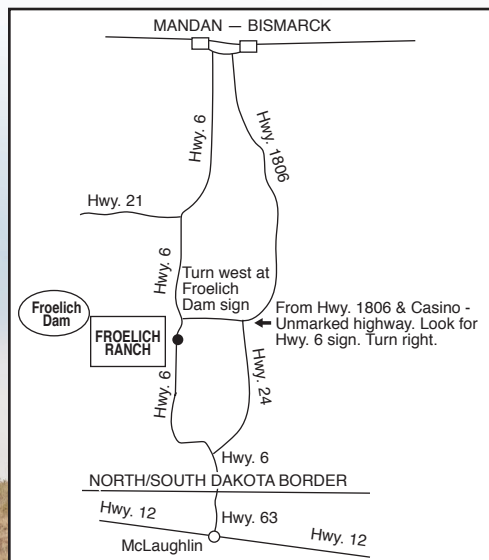 MANDAN — BISMARCK
Hwy. 6
Hwy. 1806
Hwy. 21
Hwy. 6
Turn west at
Froelich
Dam sign
Froelich
Dam
FROELICH
RANCH
From Hwy. 1806 & Casino -
Unmarked highway. Look for
Hwy. 6 sign. Turn right.
Hwy. 6
Hwy. 24
Hwy. 6
NORTH/SOUTH DAKOTA BORDER
Hwy. 12
Hwy. 63
McLaughlin
Hwy. 12